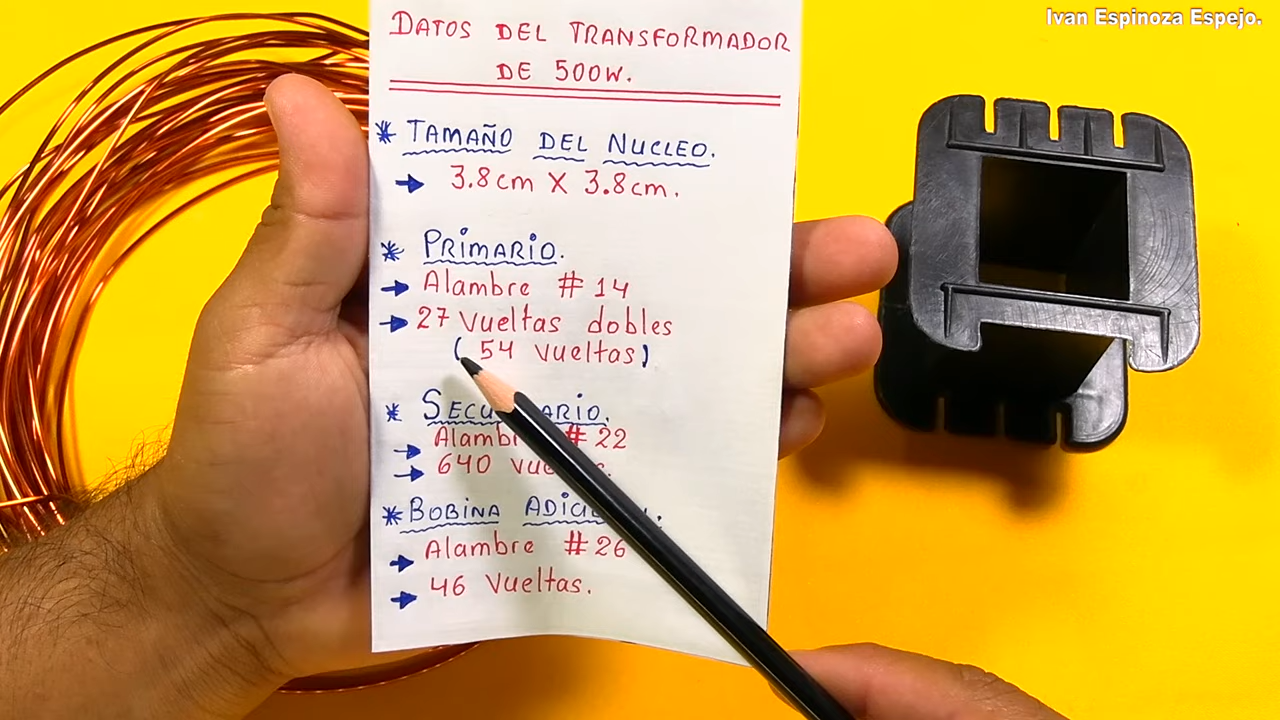 Ivan Espinoza Espejo.
DATOS DEL TRANSFORMADOR
DE 500W.
* TAMAÑO DEL NUCLEO.
→ 3.8cm X 3.8cm.
* PRIMARIO.
→ Alambre # 14
→ 27 Vueltas dobles
( 54 vueltas)
*
→ # 22
→ 640
* BOBINA
→ Alambre # 26
→ 46 Vueltas.